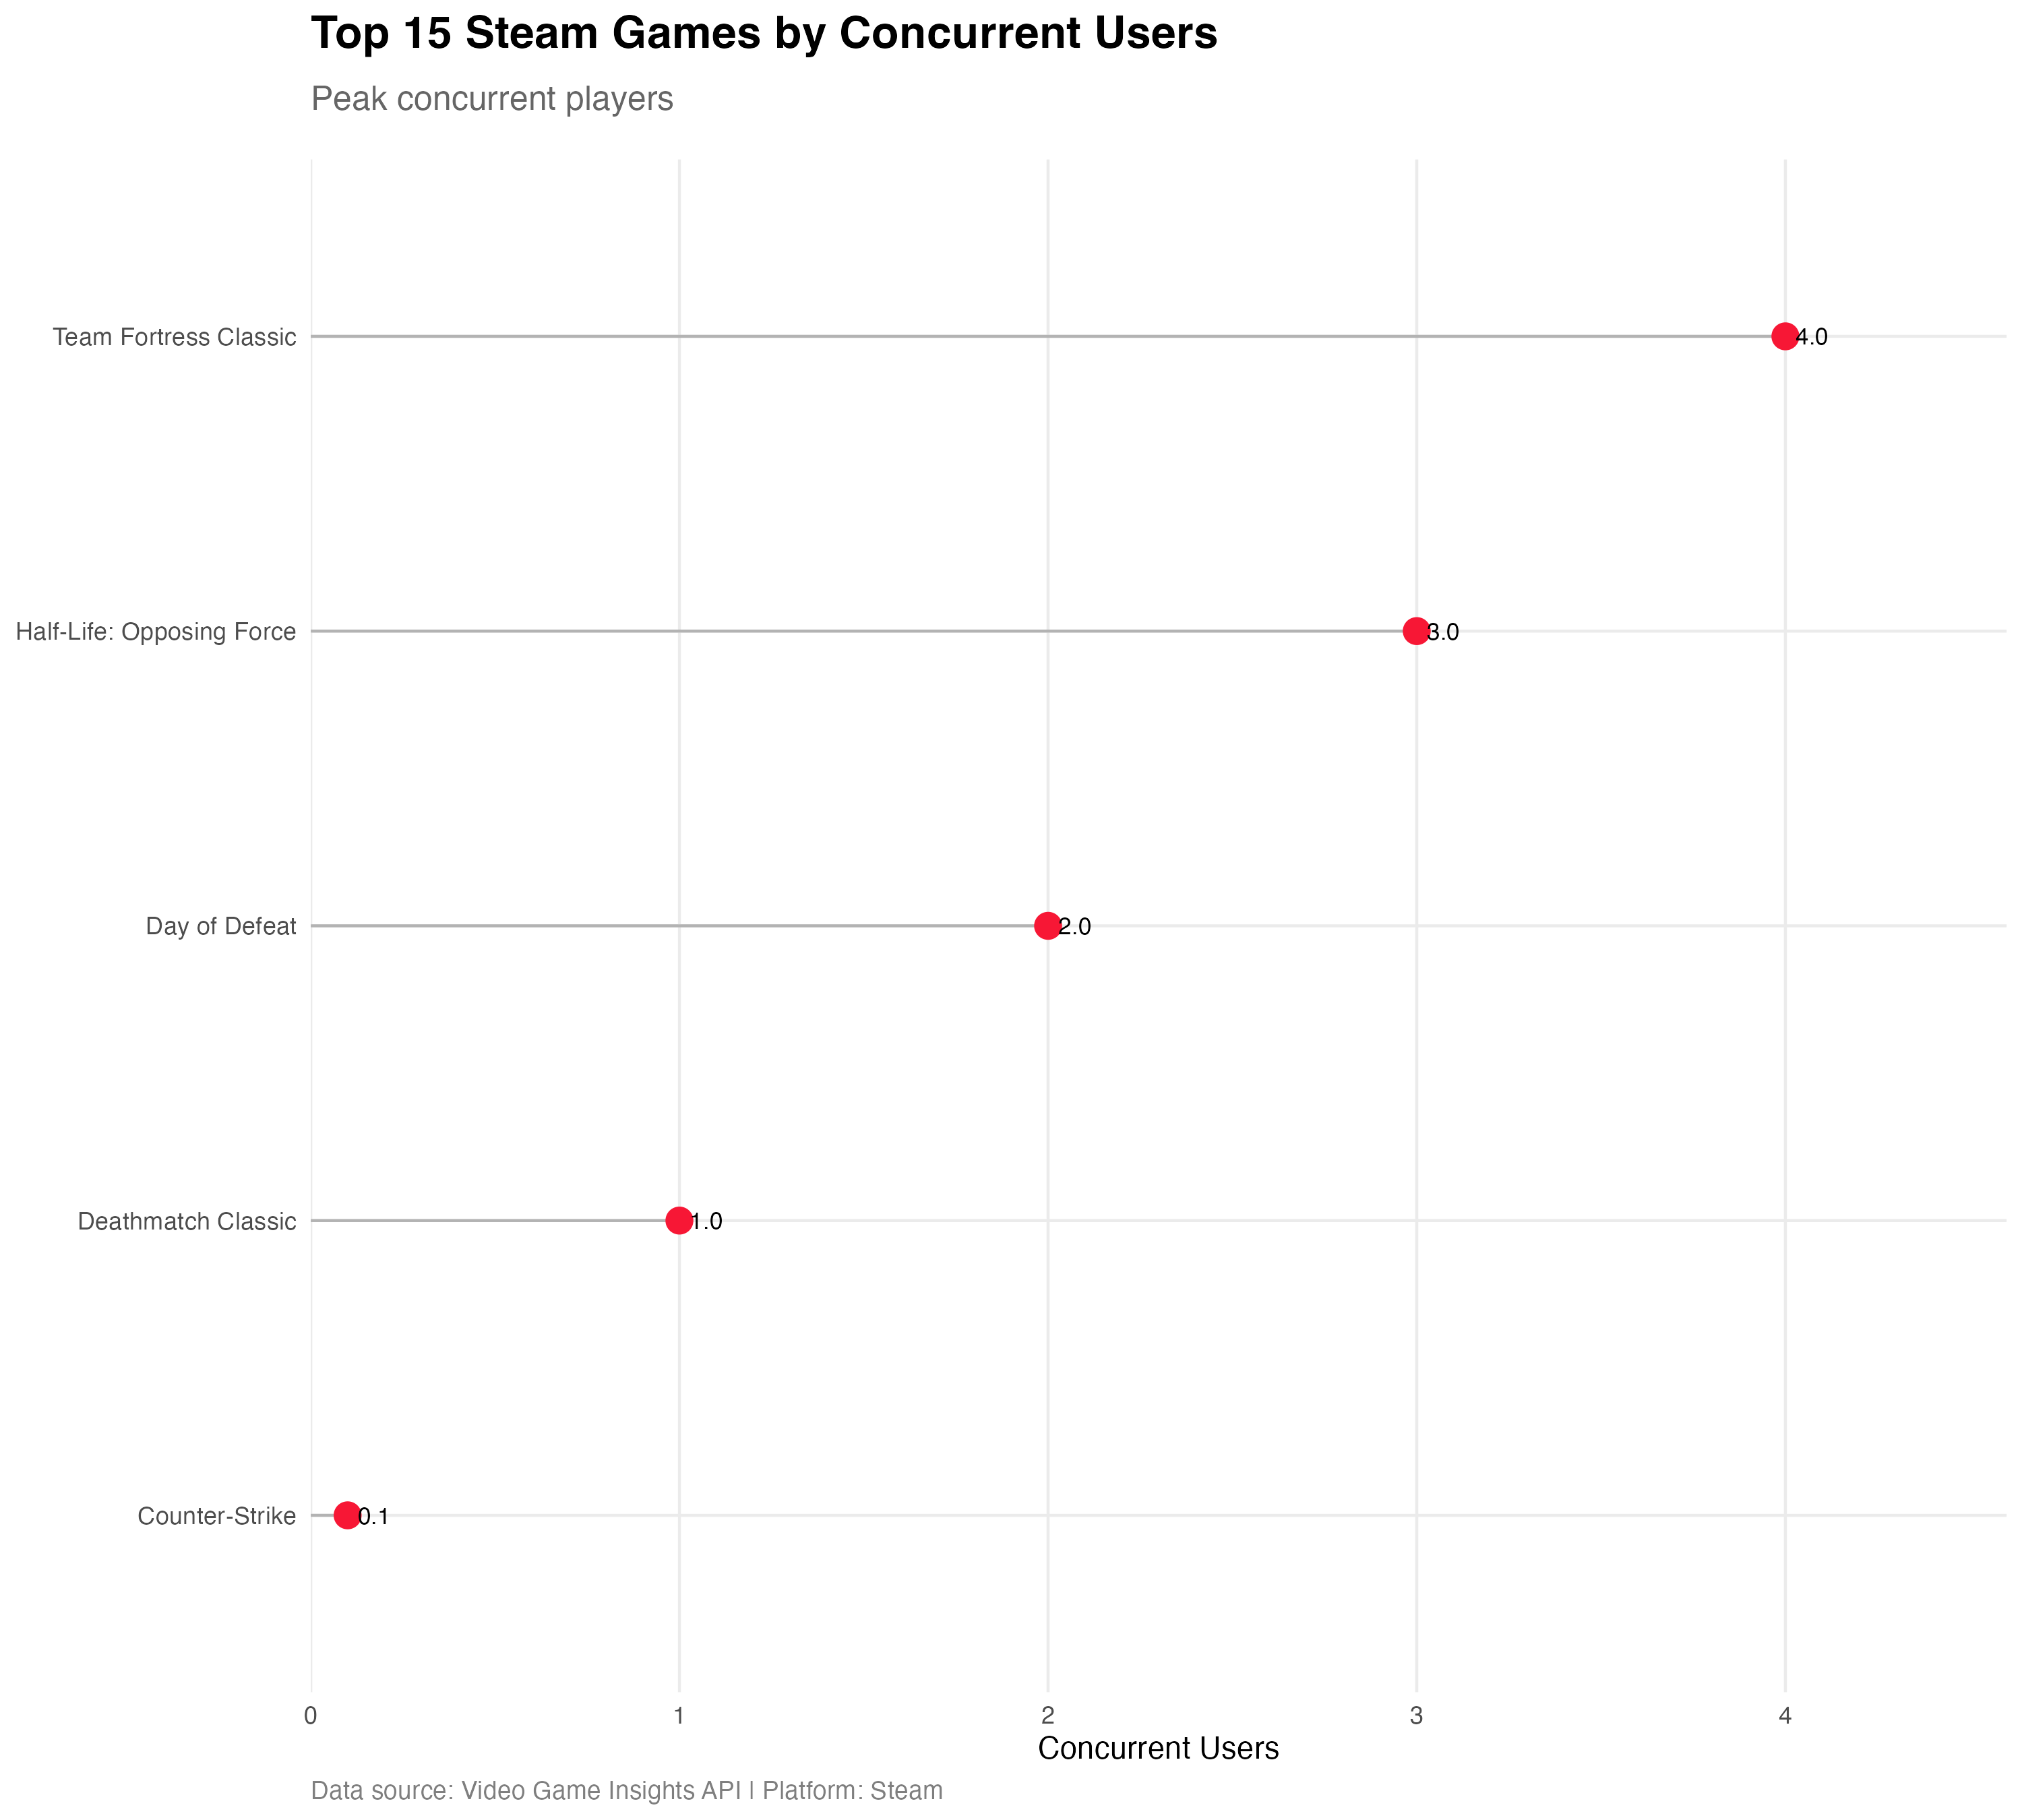 Top 15 Steam Games by Concurrent Users
Peak concurrent players
Team Fortress Classic
4.0
Half-Life: Opposing Force
3.0
Day of Defeat
2.0
Deathmatch Classic
1.0
Counter-Strike
0.1
0 1 2 3 4
Concurrent Users
Data source: Video Game Insights API | Platform: Steam